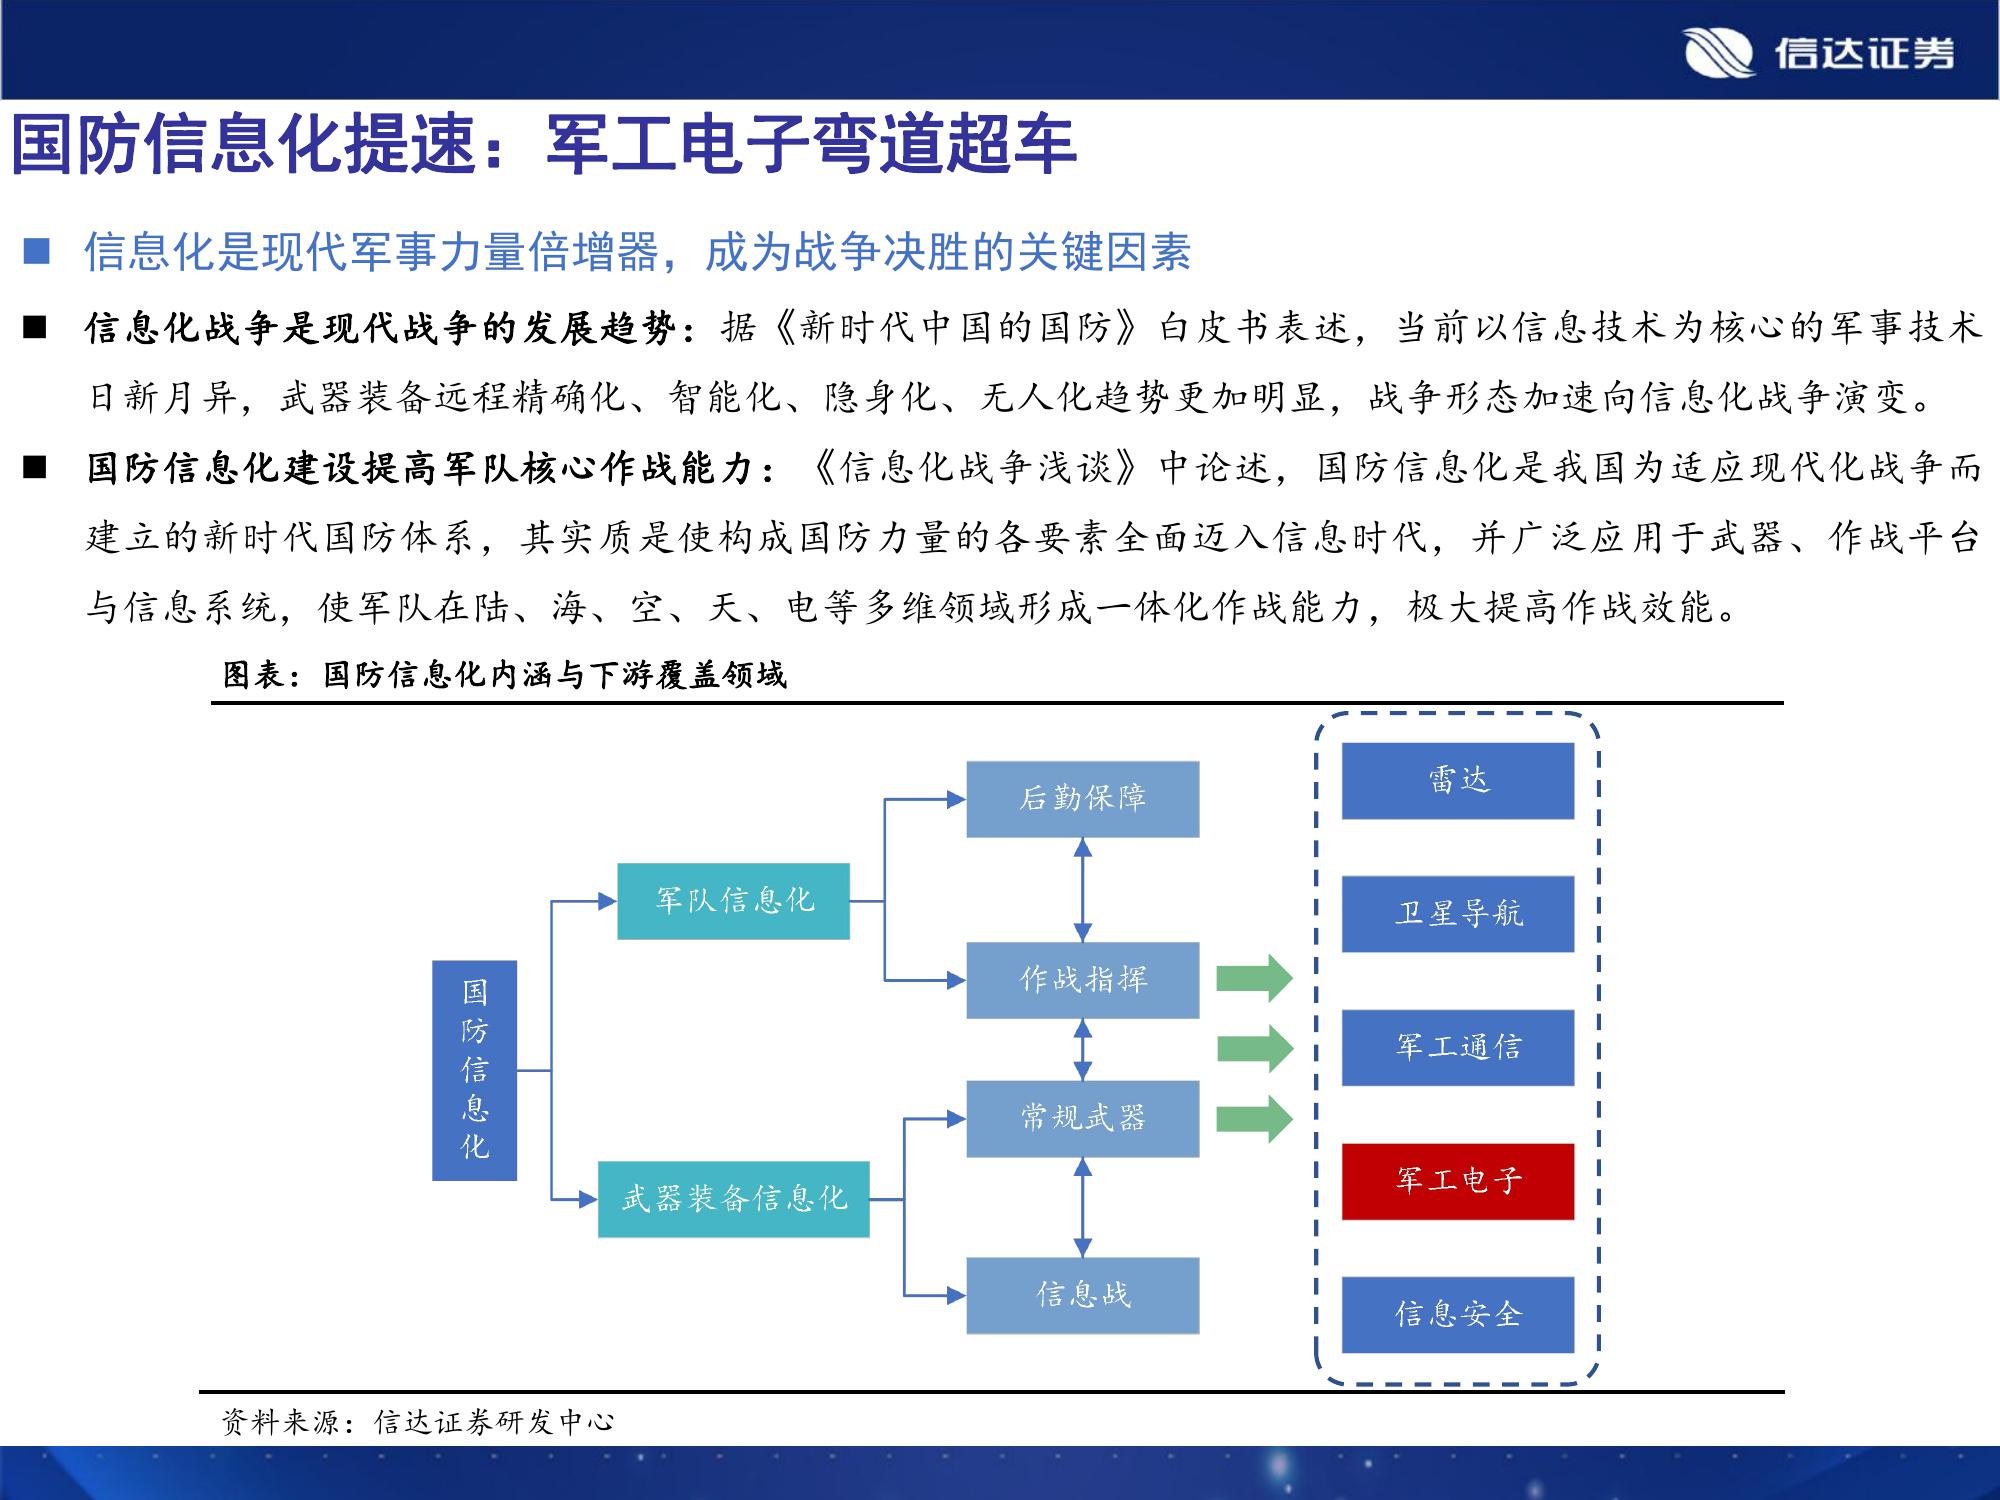 信达证券
国防信息化提速：军工电子弯道超车
■ 信息化是现代军事力量倍增器，成为战争决胜的关键因素
■ 信息化战争是现代战争的发展趋势：据《新时代中国的国防》白皮书表述，当前以信息技术为核心的军事技术
日新月异，武器装备远程精确化、智能化、隐身化、无人化趋势更加明显，战争形态加速向信息化战争演变。
■ 国防信息化建设提高军队核心作战能力：《信息化战争浅谈》中论述，国防信息化是我国为适应现代化战争而
建立的新时代国防体系，其实质是使构成国防力量的各要素全面迈入信息时代，并广泛应用于武器、作战平台
与信息系统，使军队在陆、海、空、天、电等多维领域形成一体化作战能力，极大提高作战效能。
图表：国防信息化内涵与下游覆盖领域
国
防
信
息
化
军队信息化
武器装备信息化
后勤保障
作战指挥
常规武器
信息战
雷达
卫星导航
军工通信
军工电子
信息安全
资料来源：信达证券研发中心